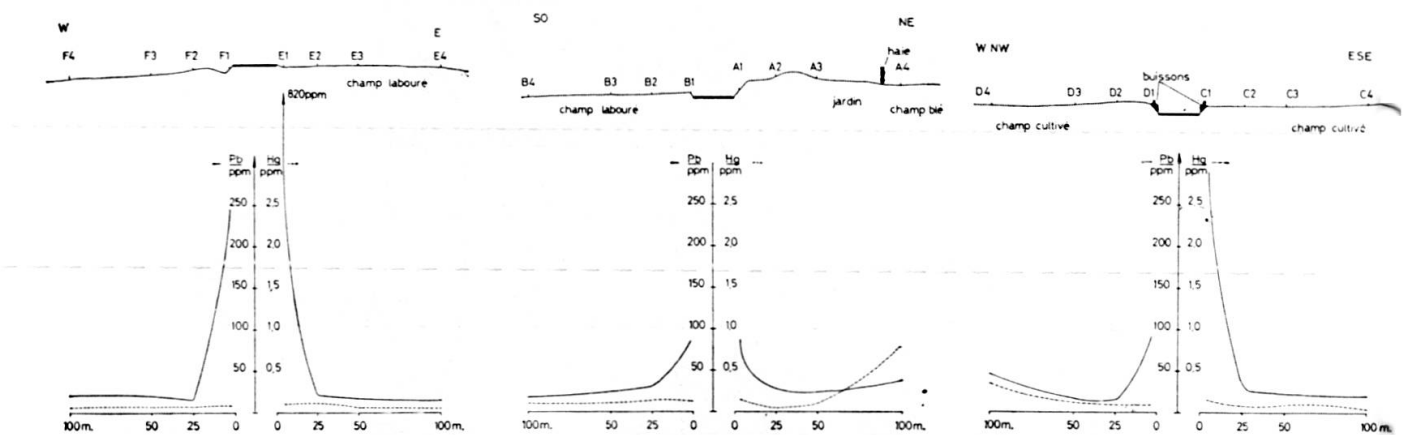 W
E
F4 F3 F2 F1 E1 E2 E3 E4
champ labouré
820ppm
Pb Hg
ppm ppm
250 2,5
200 2,0
150 1,5
100 1,0
50 0,5
100m. 50 25 0 0 25 50 100m.
SO
NE
haie
B4 B3 B2 B1 A1 A2 A3 A4
champ laboure
jardin
champ blé
Pb Hg
ppm ppm
250 2,5
200 2,0
150 1,5
100 1,0
50 0,5
100m. 50 25 0 0 25 50 100m.
W NW
ESE
buissons
D4 D3 D2 D1 C1 C2 C3 C4
champ cultivé
champ cultivé
Pb Hg
ppm ppm
250 2,5
200 2,0
150 1,5
100 1,0
50 0,5
100m. 50 25 0 0 25 50 100m.